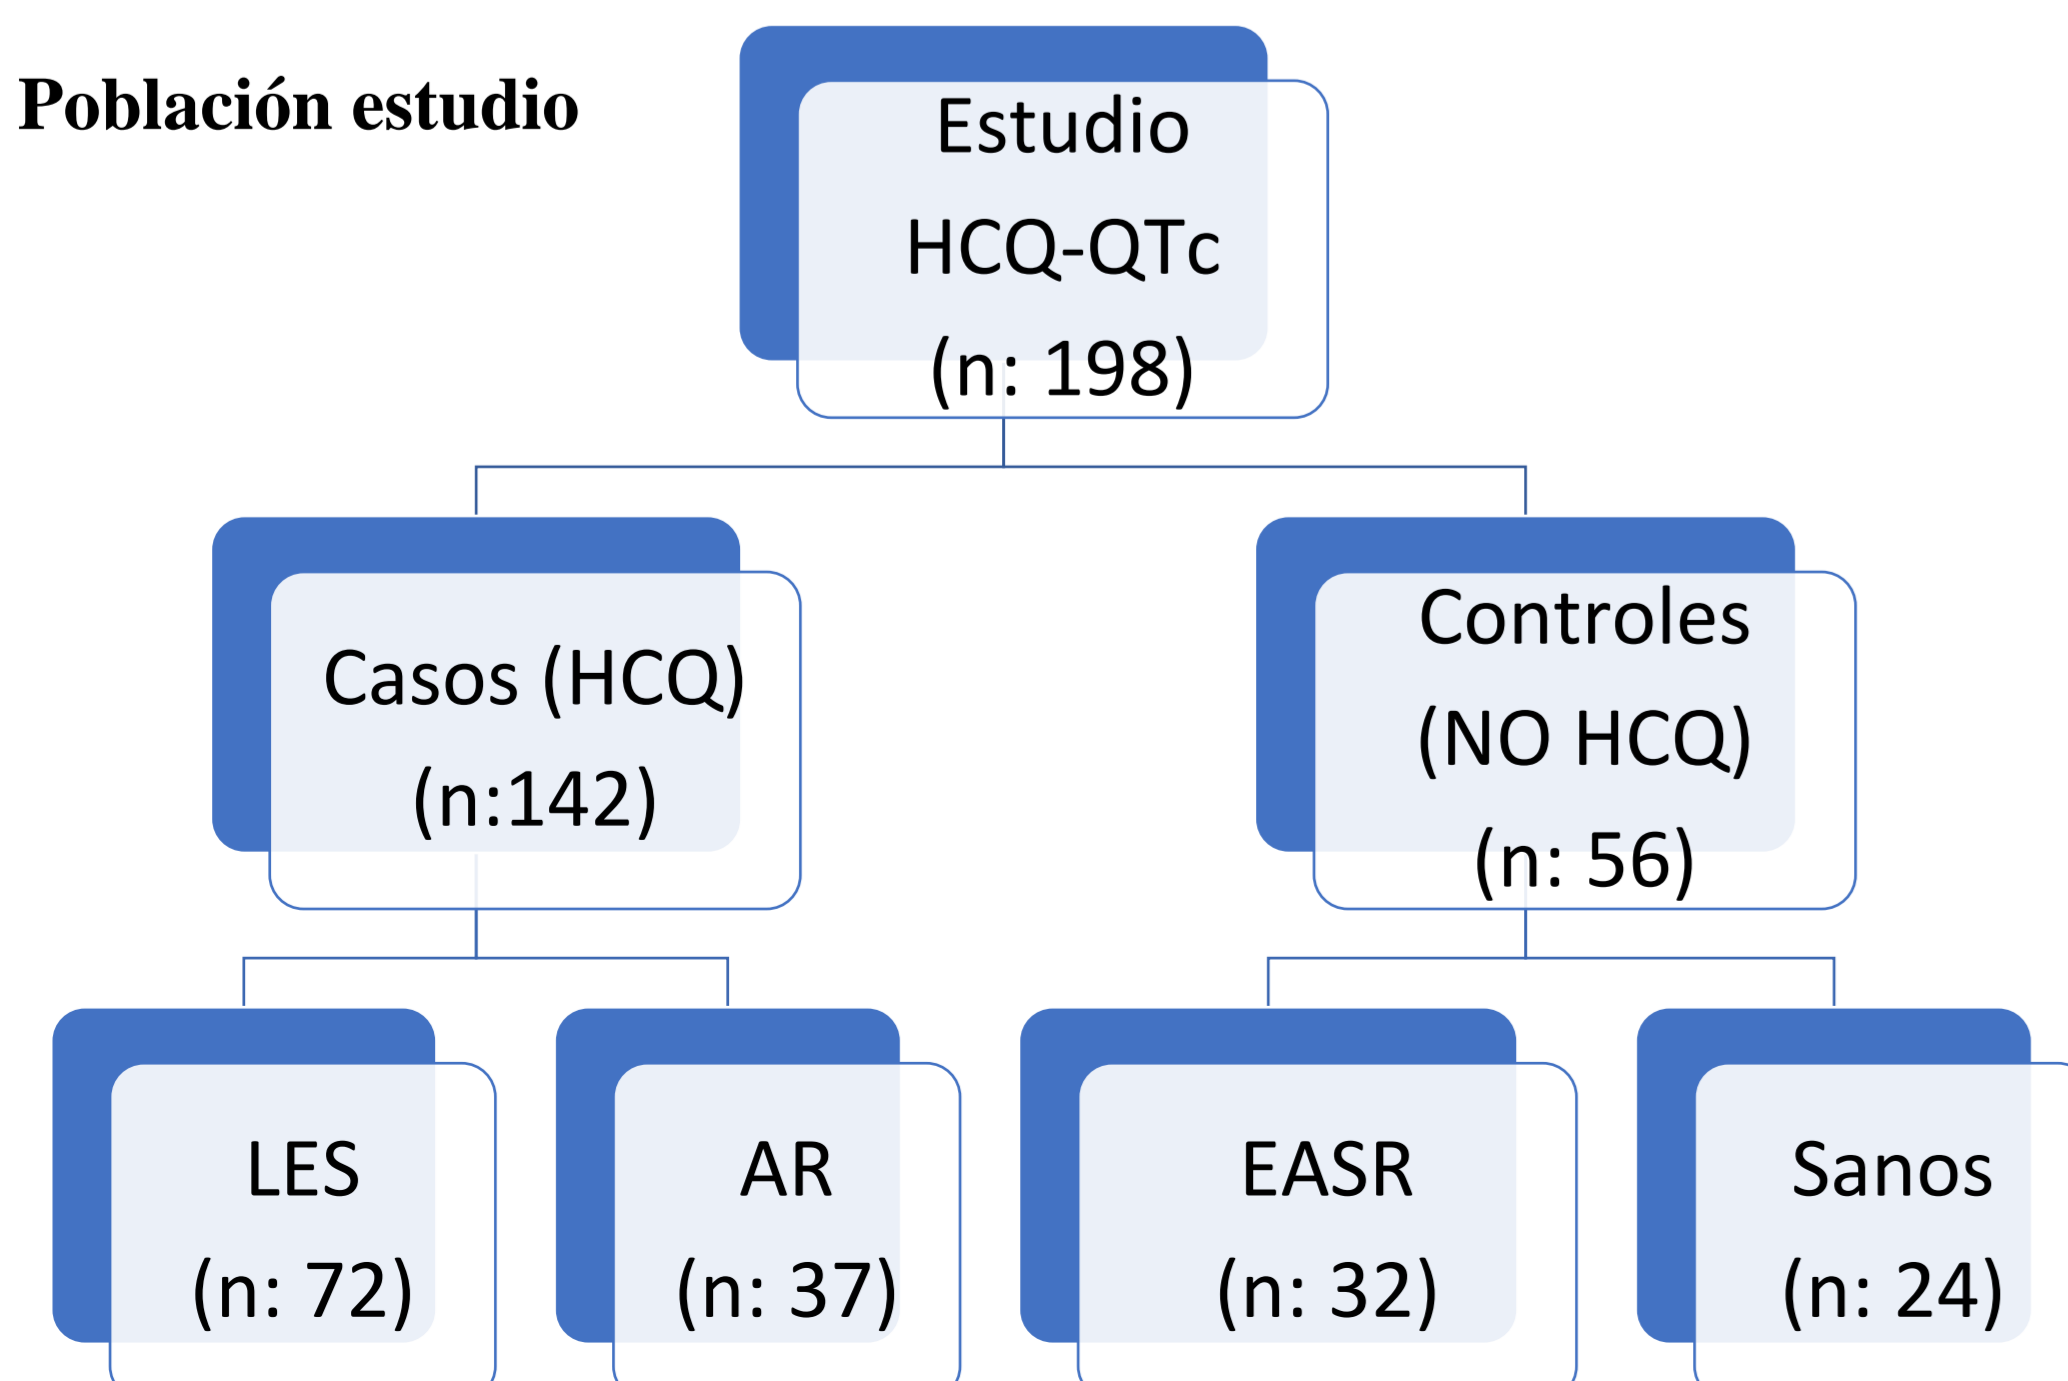 Población estudio
Estudio
HCQ-QTc
(n: 198)
Casos (HCQ)
(n:142)
Controles
(NO HCQ)
(n: 56)
LES
(n: 72)
AR
(n: 37)
EASR
(n: 32)
Sanos
(n: 24)